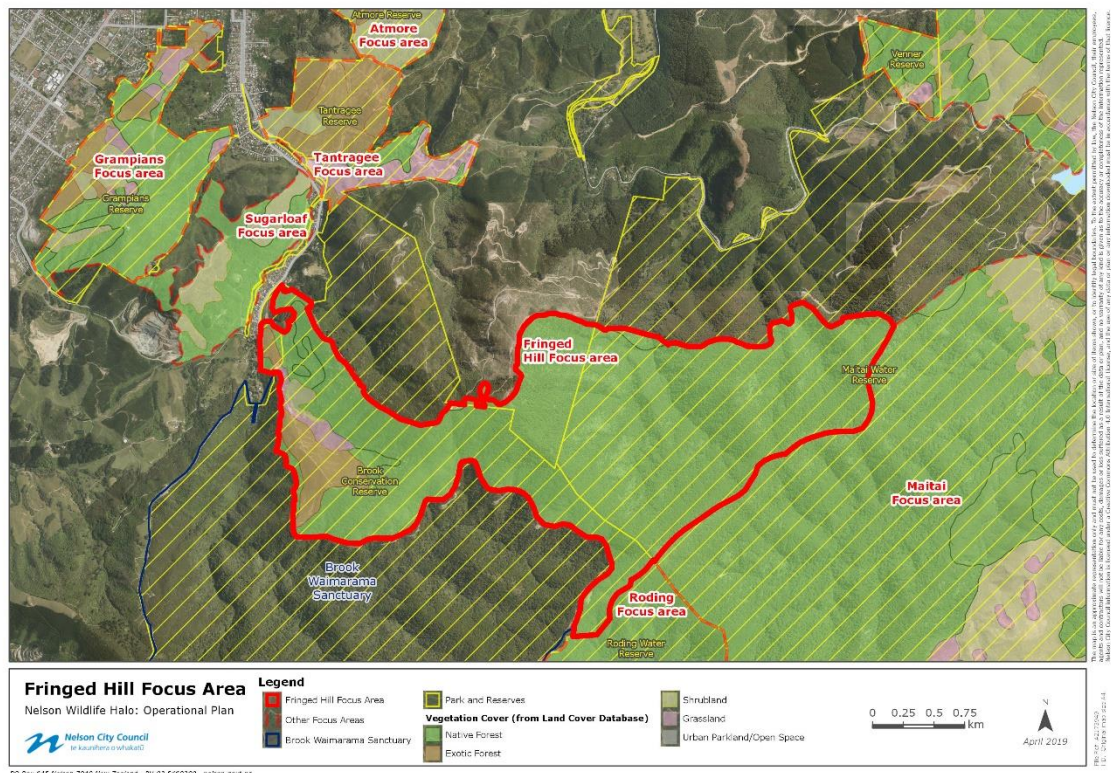 Atmore Reserve
Atmore
Focus area
Venner
Reserve
Tantragee
Reserve
Grampians
Focus area
Tantragee
Focus area
Grampians
Reserve
Sugarloaf
Focus area
Fringed
Hill Focus area
Maitai Water
Reserve
Brook
Conservation
Reserve
Maitai
Focus area
Brook
Waimarama
Sanctuary
Roding
Focus area
Roding Water
Reserve
Fringed Hill Focus Area
Nelson Wildlife Halo: Operational Plan
Nelson City Council
te kaunihera o whakatū
Legend
Fringed Hill Focus Area
Other Focus Areas
Brook Waimarama Sanctuary
Park and Reserves
Vegetation Cover (from Land Cover Database)
Native Forest
Exotic Forest
Shrubland
Grassland
Urban Parkland/Open Space
0 0.25 0.5 0.75
km
N
April 2019